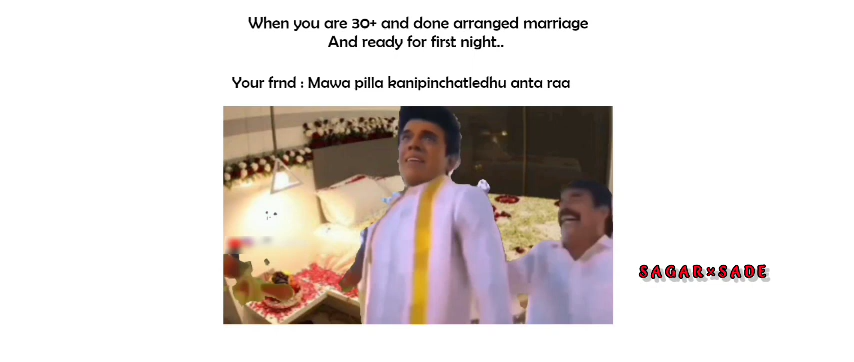 When you are 30+ and done arranged marriage
And ready for first night..
Your frnd : Mawa pilla kanipinchatledhu anta raa
SAGAR×SADE